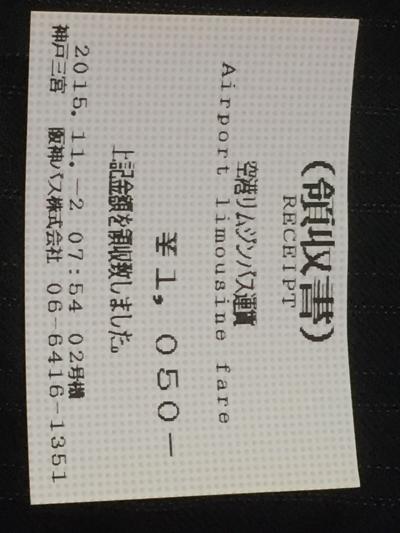 (領収書)
RECEIPT
空港リムジンバス運賃
Airport limousine fare
¥1,050−
上記金額を領収致しました。
2015.11.-2 07:54 02号機
神戸三宮 阪神バス株式会社 06-6416-1351